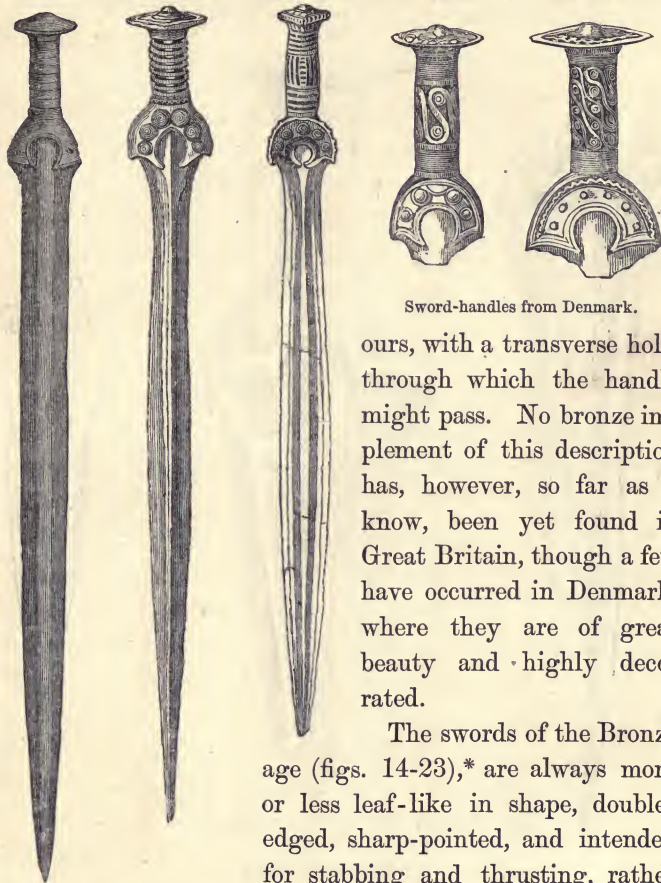 Sword-handles from Denmark.
ours, with a transverse hol
through which the handl
might pass. No bronze im
plement of this descriptio
has, however, so far as
know, been yet found i
Great Britain, though a fe
have occurred in Denmark
where they are of grea
beauty and highly deco
rated.
The swords of the Bronz
age (figs. 14-23),* are always mor
or less leaf-like in shape, double
edged, sharp-pointed, and intende
for stabbing and thrusting, rathe